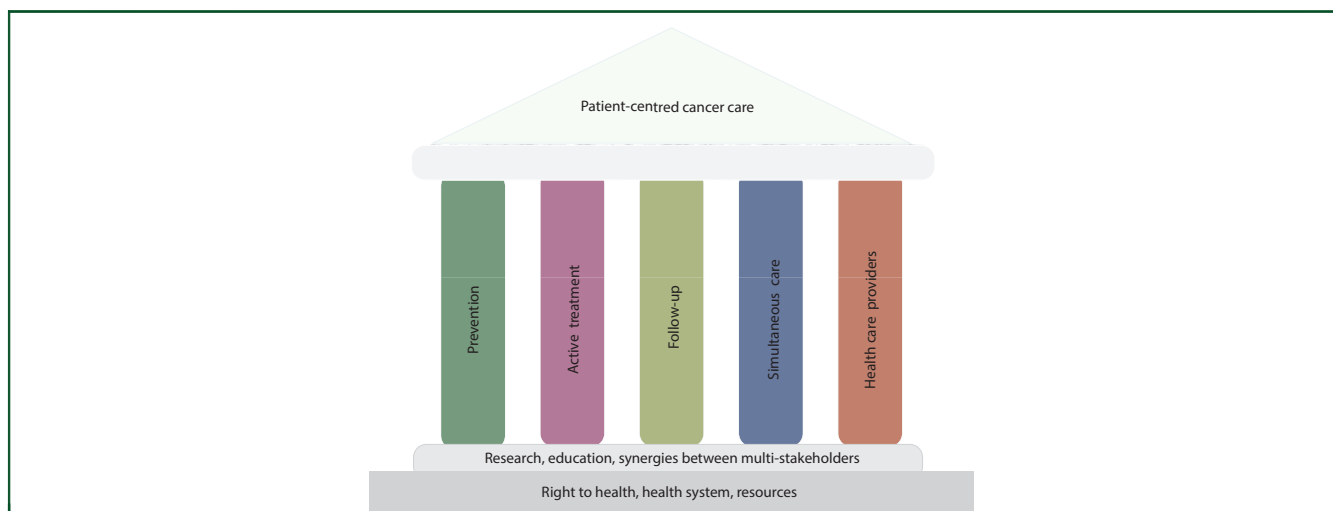 Patient-centred cancer care
Prevention
Active treatment
Follow-up
Simultaneous care
Health care providers
Research, education, synergies between multi-stakeholders
Right to health, health system, resources